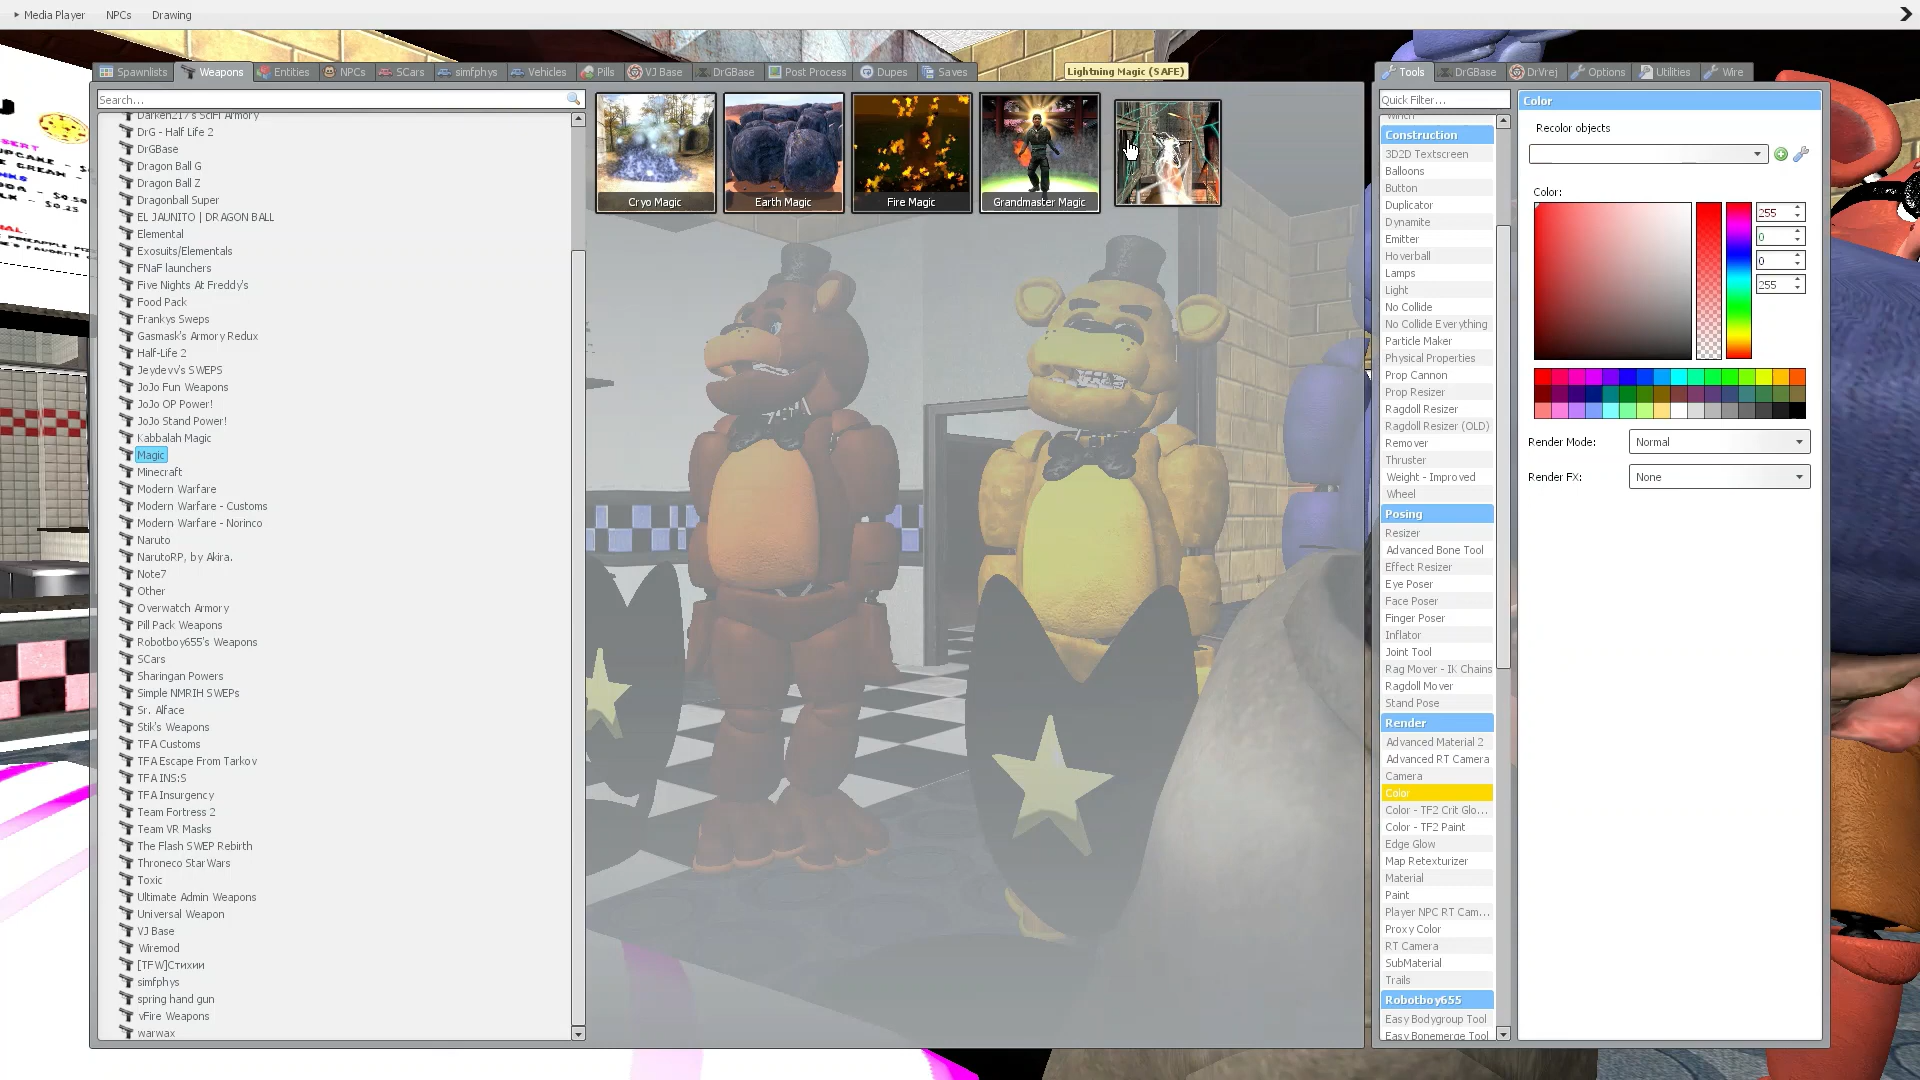 Media Player
NPCs
Drawing
Spawnlists
Weapons
Entities
NPCs
SCars
simfphys
Vehicles
Pills
VJ Base
DrGBase
Post Process
Dupes
Saves
Lightning Magic (SAFE)
Tools
DrGBase
DrVrej
Options
Utilities
Wire
Search...
Darken217's SciFi Armory
DrG - Half Life 2
DrGBase
Dragon Ball G
Dragon Ball Z
Dragonball Super
EL JAUNITO | DRAGON BALL
Elemental
Exosuits/Elementals
FNaF launchers
Five Nights At Freddy's
Food Pack
Frankys Sweps
Gasmask's Armory Redux
Half-Life 2
Jeydevv's SWEPS
JoJo Fun Weapons
JoJo OP Power!
JoJo Stand Power!
Kabbalah Magic
Magic
Minecraft
Modern Warfare
Modern Warfare - Customs
Modern Warfare - Norinco
Naruto
NarutoRP, by Akira.
Note7
Other
Overwatch Armory
Pill Pack Weapons
Robotboy655's Weapons
SCars
Sharingan Powers
Simple NMRIH SWEPs
Sr. Alface
Stik's Weapons
TFA Customs
TFA Escape From Tarkov
TFA INS:S
TFA Insurgency
Team Fortress 2
Team VR Masks
The Flash SWEP Rebirth
Throneco StarWars
Toxic
Ultimate Admin Weapons
Universal Weapon
VJ Base
Wiremod
[TFW]Стихии
simfphys
spring hand gun
vFire Weapons
warwax
Cryo Magic
Earth Magic
Fire Magic
Grandmaster Magic
Quick Filter...
Winch
Construction
3D2D Textscreen
Balloons
Button
Duplicator
Dynamite
Emitter
Hoverball
Lamps
Light
No Collide
No Collide Everything
Particle Maker
Physical Properties
Prop Cannon
Prop Resizer
Ragdoll Resizer
Ragdoll Resizer (OLD)
Remover
Thruster
Weight - Improved
Wheel
Posing
Resizer
Advanced Bone Tool
Effect Resizer
Eye Poser
Face Poser
Finger Poser
Inflator
Joint Tool
Rag Mover - IK Chains
Ragdoll Mover
Stand Pose
Render
Advanced Material 2
Advanced RT Camera
Camera
Color
Color - TF2 Crit Glo...
Color - TF2 Paint
Edge Glow
Map Retexturizer
Material
Paint
Player NPC RT Cam...
Proxy Color
RT Camera
SubMaterial
Trails
Robotboy655
Easy Bodygroup Tool
Easy Bonemerge Tool
Color
Recolor objects
Color:
255
0
0
255
Render Mode:
Normal
Render FX:
None